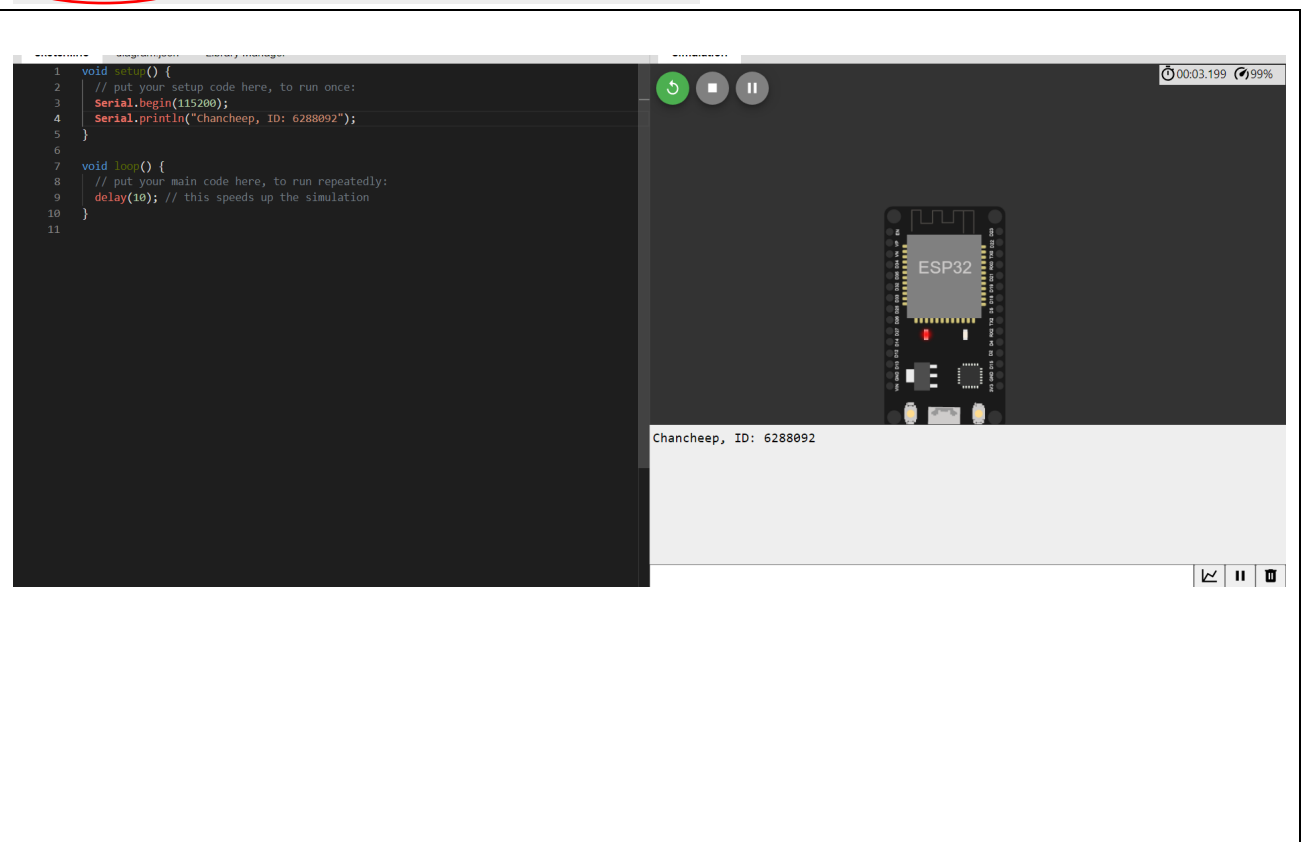 1 void setup() {
2 // put your setup code here, to run once:
3 Serial.begin(115200);
4 Serial.println("Chancheep, ID: 6288092");
5 }
6
7 void loop() {
8 // put your main code here, to run repeatedly:
9 delay(10); // this speeds up the simulation
10 }
11
00:03.199 99%
ESP32
Chancheep, ID: 6288092